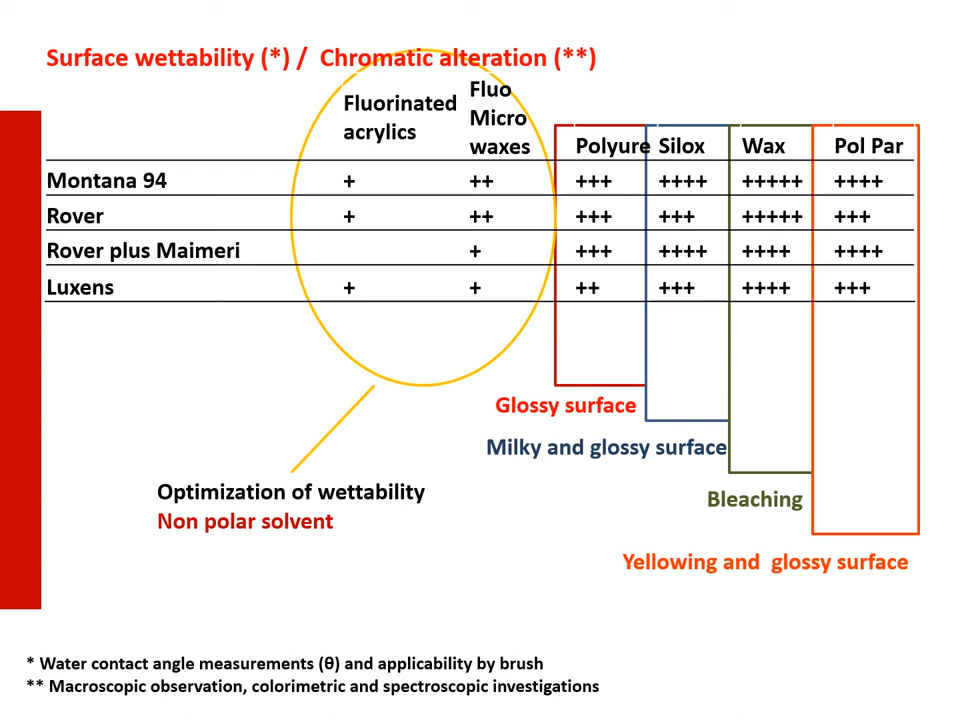 Surface wettability (*) /  Chromatic alteration (**)
Fluorinated acrylics
Fluo Micro waxes
Polyure Silox Wax Pol Par
Montana 94 + ++ +++ ++++ +++++ ++++
Rover + ++ +++ +++ +++++ +++
Rover plus Maimeri + +++ ++++ ++++ ++++
Luxens + + ++ +++ ++++ +++
Glossy surface
Milky and glossy surface
Optimization of wettability
Bleaching
Non polar solvent
Yellowing and  glossy surface
* Water contact angle measurements (θ) and applicability by brush
** Macroscopic observation, colorimetric and spectroscopic investigations